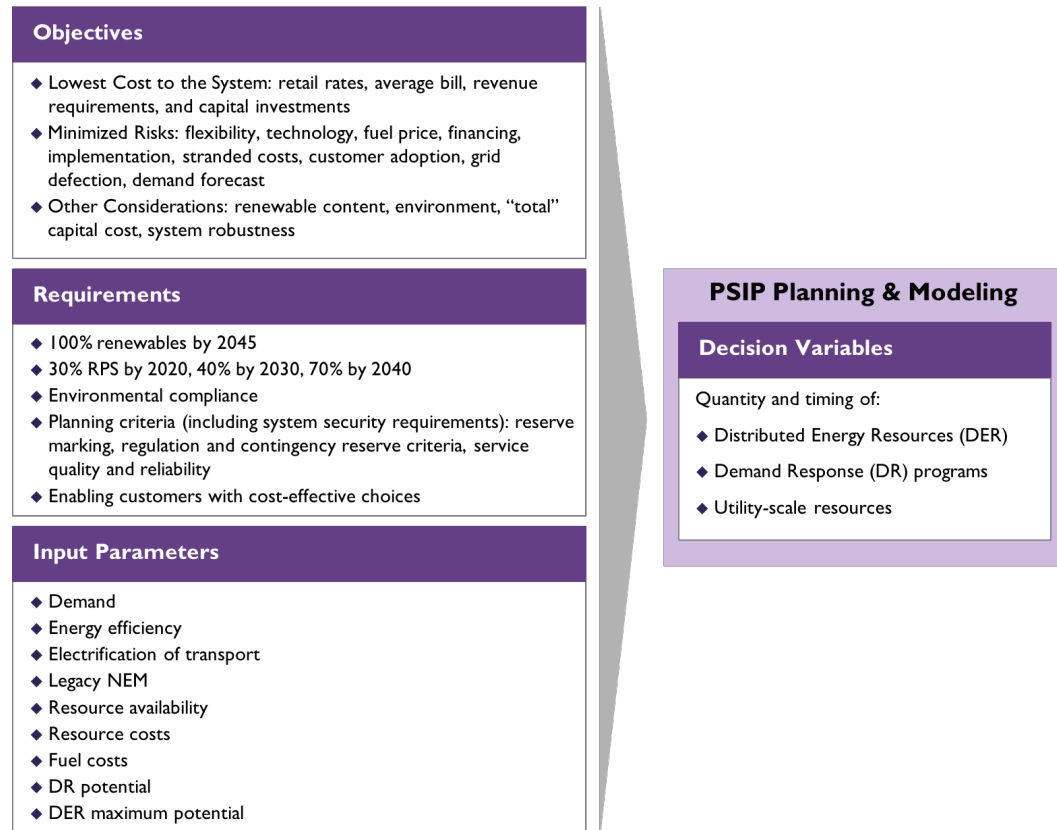 Objectives
◆ Lowest Cost to the System: retail rates, average bill, revenue
requirements, and capital investments
◆ Minimized Risks: flexibility, technology, fuel price, financing,
implementation, stranded costs, customer adoption, grid
defection, demand forecast
◆ Other Considerations: renewable content, environment, “total”
capital cost, system robustness
Requirements
◆ 100% renewables by 2045
◆ 30% RPS by 2020, 40% by 2030, 70% by 2040
◆ Environmental compliance
◆ Planning criteria (including system security requirements): reserve
marking, regulation and contingency reserve criteria, service
quality and reliability
◆ Enabling customers with cost-effective choices
Input Parameters
◆ Demand
◆ Energy efficiency
◆ Electrification of transport
◆ Legacy NEM
◆ Resource availability
◆ Resource costs
◆ Fuel costs
◆ DR potential
◆ DER maximum potential
PSIP Planning & Modeling
Decision Variables
Quantity and timing of:
◆ Distributed Energy Resources (DER)
◆ Demand Response (DR) programs
◆ Utility-scale resources